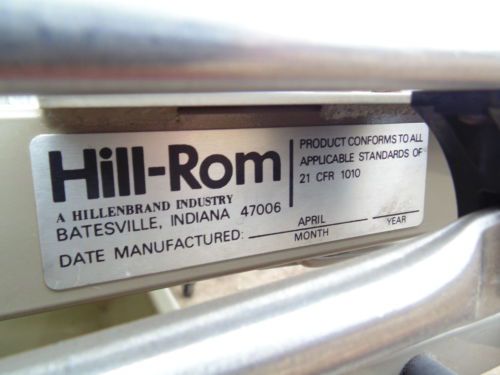 Hill-Rom
A HILLENBRAND INDUSTRY
BATESVILLE, INDIANA 47006
PRODUCT CONFORMS TO ALL
APPLICABLE STANDARDS OF
21 CFR 1010
DATE MANUFACTURED: APRIL
MONTH YEAR